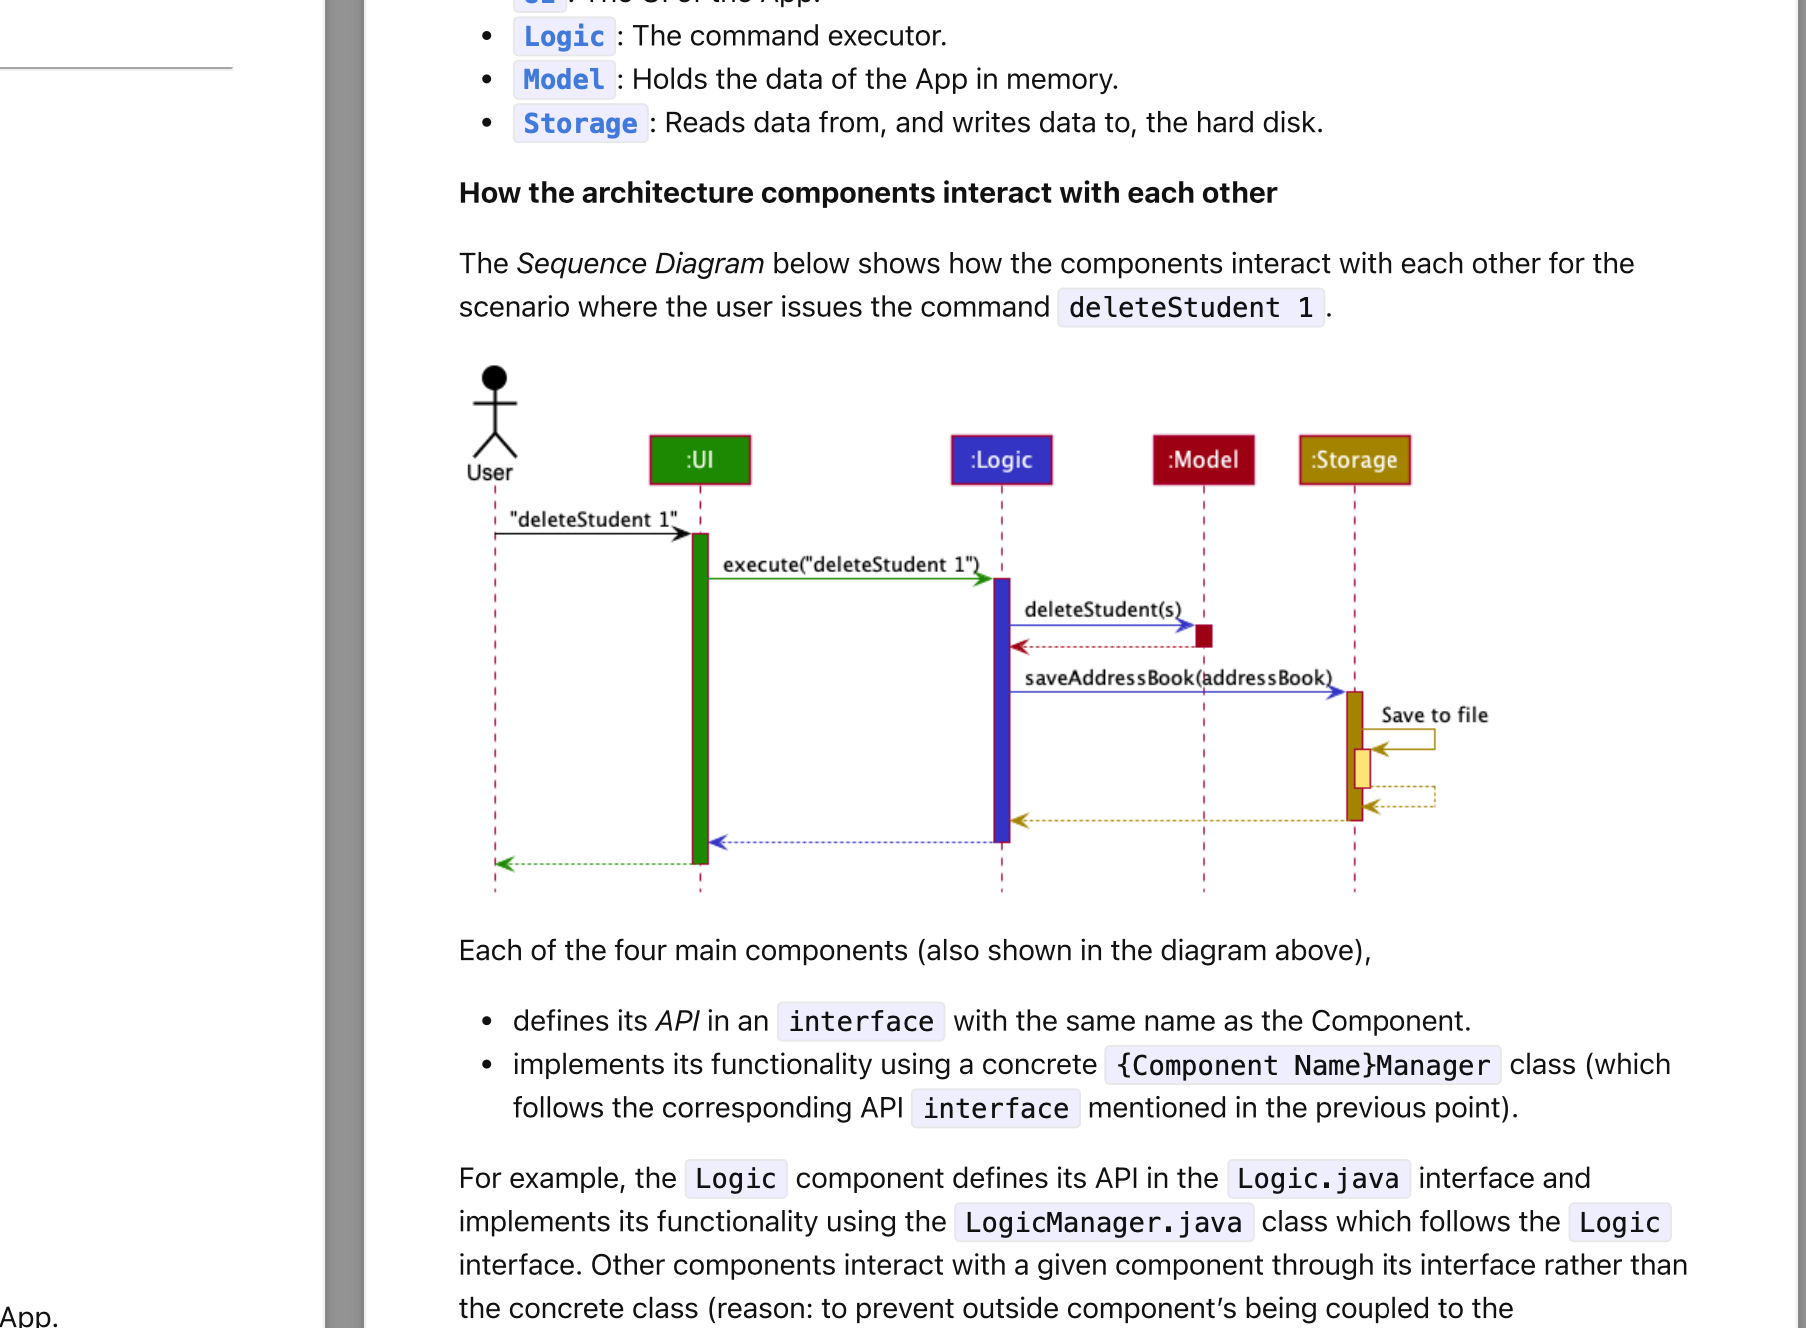 UI : The UI of the App.
Logic : The command executor.
Model : Holds the data of the App in memory.
Storage : Reads data from, and writes data to, the hard disk.
How the architecture components interact with each other
The Sequence Diagram below shows how the components interact with each other for the
scenario where the user issues the command deleteStudent 1 .
User
:UI
:Logic
:Model
:Storage
"deleteStudent 1"
execute("deleteStudent 1")
deleteStudent(s)
saveAddressBook(addressBook)
Save to file
Each of the four main components (also shown in the diagram above),
defines its API in an interface with the same name as the Component.
implements its functionality using a concrete {Component Name}Manager class (which
follows the corresponding API interface mentioned in the previous point).
For example, the Logic component defines its API in the Logic.java interface and
implements its functionality using the LogicManager.java class which follows the Logic
interface. Other components interact with a given component through its interface rather than
the concrete class (reason: to prevent outside component's being coupled to the
App.